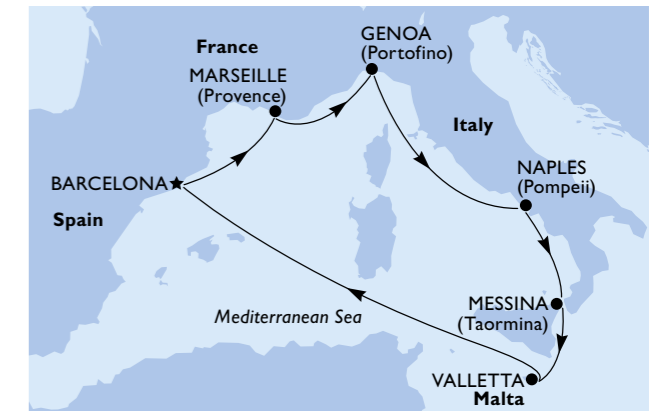 GENOA
(Portofino)
France
MARSEILLE
(Provence)
Italy
NAPLES
(Pompeii)
BARCELONA
Spain
MESSINA
(Taormina)
Mediterranean Sea
VALLETTA
Malta